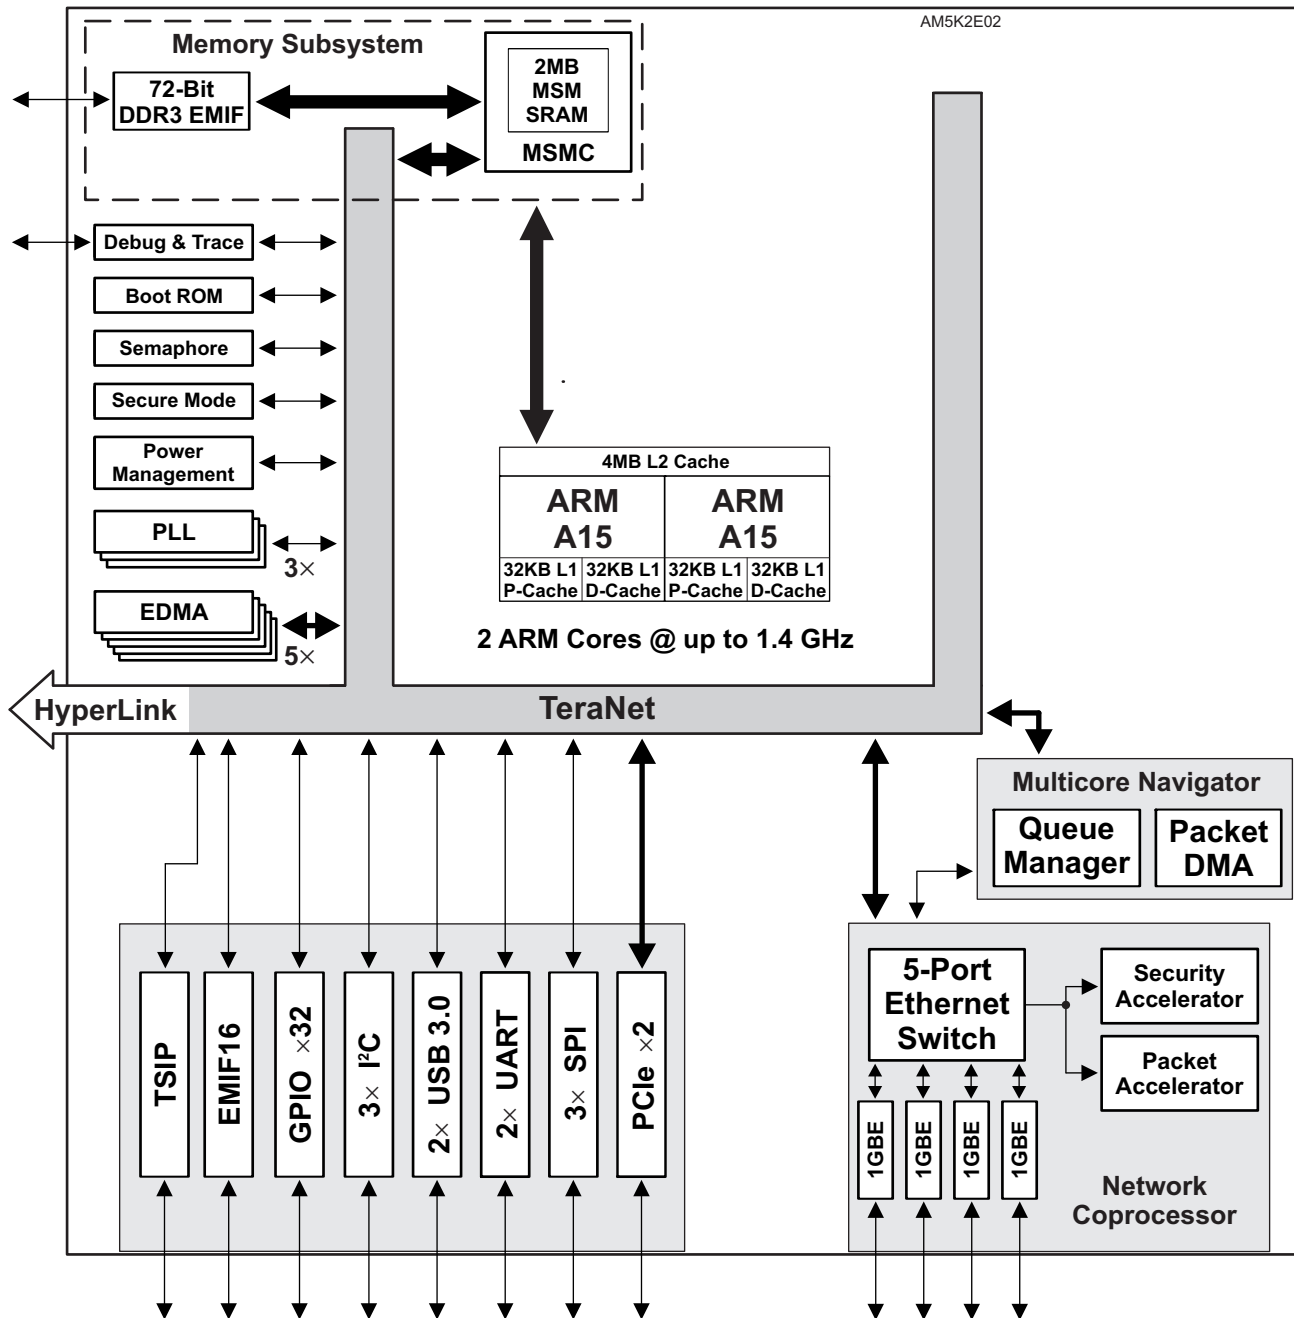 AM5K2E02
Memory Subsystem
72-Bit
DDR3 EMIF
2MB
MSM
SRAM
MSMC
Debug & Trace
Boot ROM
Semaphore
Secure Mode
Power
Management
PLL
3×
EDMA
5×
4MB L2 Cache
ARM
A15
ARM
A15
32KB L1
P-Cache
32KB L1
D-Cache
32KB L1
P-Cache
32KB L1
D-Cache
2 ARM Cores @ up to 1.4 GHz
HyperLink
TeraNet
Multicore Navigator
Queue
Manager
Packet
DMA
TSIP
EMIF16
GPIO ×32
3× I²C
2× USB 3.0
2× UART
3× SPI
PCIe ×2
5-Port
Ethernet
Switch
Security
Accelerator
Packet
Accelerator
1GBE
1GBE
1GBE
1GBE
Network
Coprocessor